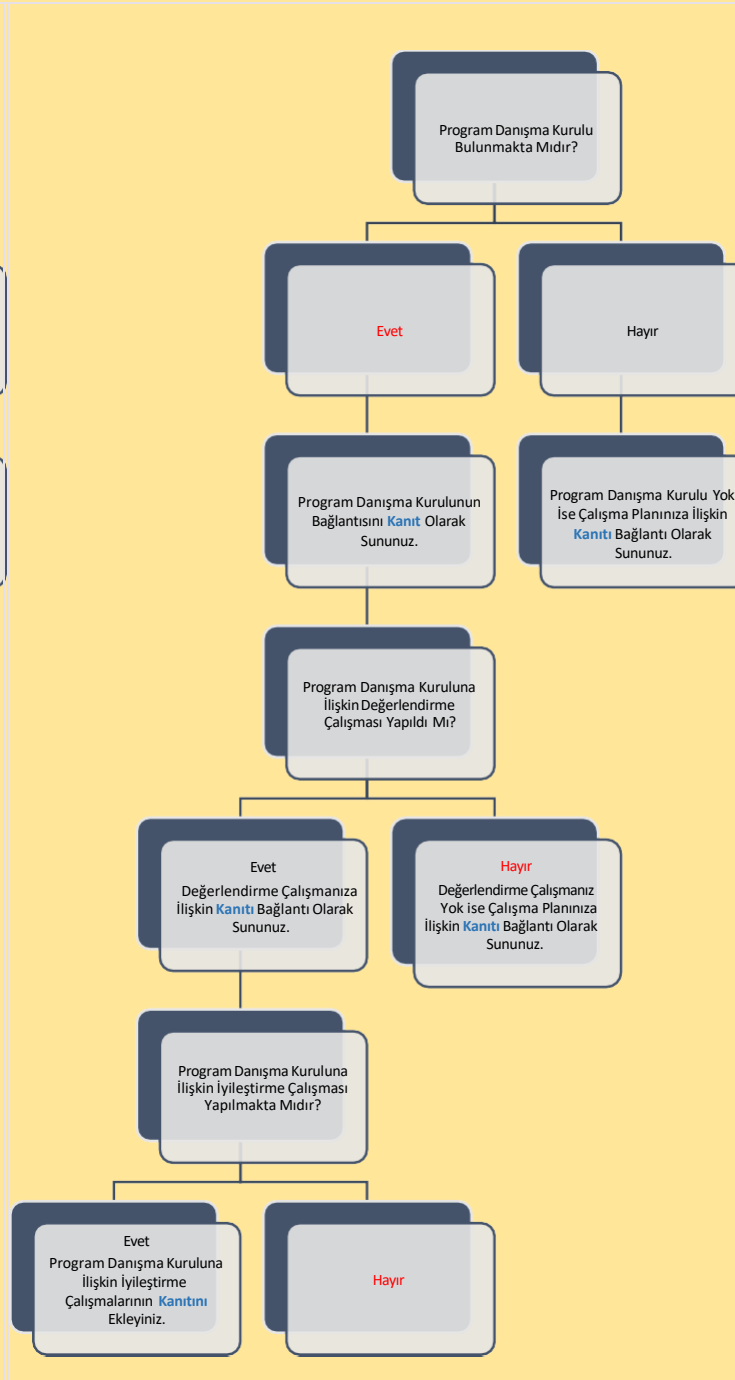 Program Danışma Kurulu
Bulunmakta Mıdır?
Evet
Hayır
Program Danışma Kurulunun
Bağlantısını Kanıt Olarak
Sununuz.
Program Danışma Kurulu Yok
İse Çalışma Planınıza İlişkin
Kanıtı Bağlantı Olarak
Sununuz.
Program Danışma Kuruluna
İlişkin Değerlendirme
Çalışması Yapıldı Mı?
Evet
Değerlendirme Çalışmanıza
İlişkin Kanıtı Bağlantı Olarak
Sununuz.
Hayır
Değerlendirme Çalışmanız
Yok ise Çalışma Planınıza
İlişkin Kanıtı Bağlantı Olarak
Sununuz.
Program Danışma Kuruluna
İlişkin İyileştirme Çalışması
Yapılmakta Mıdır?
Evet
Program Danışma Kuruluna
İlişkin İyileştirme
Çalışmalarının Kanıtını
Ekleyiniz.
Hayır